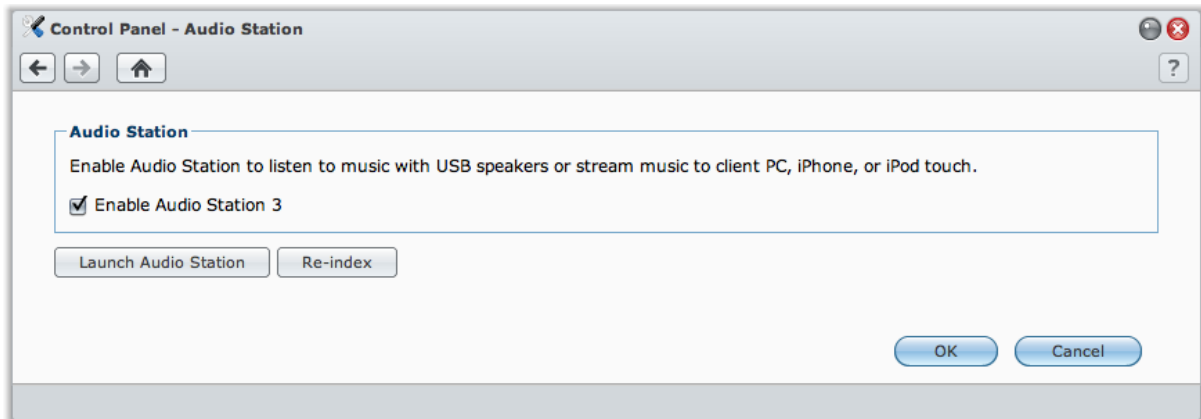 Control Panel - Audio Station
?
Audio Station
Enable Audio Station to listen to music with USB speakers or stream music to client PC, iPhone, or iPod touch.
Enable Audio Station 3
Launch Audio Station Re-index
OK Cancel